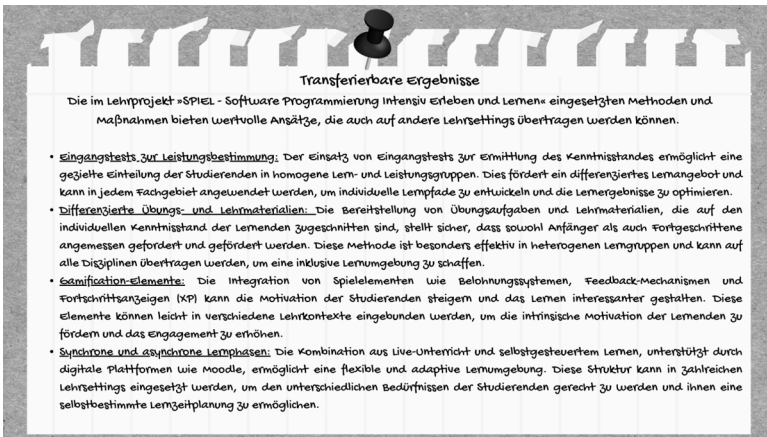 Transferierbare Ergebnisse
Die im Lehrprojekt »SPIEL - Software Programmierung Intensiv Erleben und Lernen« eingesetzten Methoden und
Maßnahmen bieten wertvolle Ansätze, die auch auf andere Lehrsettings übertragen werden können.
• Eingangstests zur Leistungsbestimmung: Der Einsatz von Eingangstests zur Ermittlung des Kenntnisstandes ermöglicht eine
gezielte Einteilung der Studierenden in homogene Lern- und Leistungsgruppen. Dies fördert ein differenziertes Lernangebot und
kann in jedem Fachgebiet angewendet werden, um individuelle Lernpfade zu entwickeln und die Lernergebnisse zu optimieren.
• Differenzierte Übungs- und Lehrmaterialien: Die Bereitstellung von Übungsaufgaben und Lehrmaterialien, die auf den
individuellen Kenntnisstand der Lernenden zugeschnitten sind, stellt sicher, dass sowohl Anfänger als auch Fortgeschrittene
angemessen gefordert und gefördert werden. Diese Methode ist besonders effektiv in heterogenen Lerngruppen und kann auf
alle Disziplinen übertragen werden, um eine inklusive Lernumgebung zu schaffen.
• Gamification-Elemente: Die Integration von Spielelementen wie Belohnungssystemen, Feedback-Mechanismen und
Fortschrittsanzeigen (XP) kann die Motivation der Studierenden steigern und das Lernen interessanter gestalten. Diese
Elemente können leicht in verschiedene Lehrkontexte eingebunden werden, um die intrinsische Motivation der Lernenden zu
fördern und das Engagement zu erhöhen.
• Synchrone und asynchrone Lernphasen: Die Kombination aus Live-Unterricht und selbstgesteuertem Lernen, unterstützt durch
digitale Plattformen wie Moodle, ermöglicht eine flexible und adaptive Lernumgebung. Diese Struktur kann in zahlreichen
Lehrsettings eingesetzt werden, um den unterschiedlichen Bedürfnissen der Studierenden gerecht zu werden und ihnen eine
selbstbestimmte Lernzeitplanung zu ermöglichen.